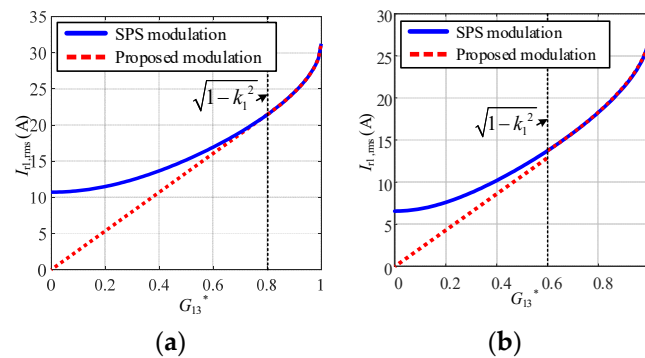 35
30
25
20
15
10
5
0
I_r1,rms (A)
SPS modulation
Proposed modulation
√1−k₁²
0
0.2
0.4
0.6
0.8
1
G₁₃*
(a)
30
25
20
15
10
5
0
I_r1,rms (A)
SPS modulation
Proposed modulation
√1−k₁²
0
0.2
0.4
0.6
0.8
G₁₃*
(b)